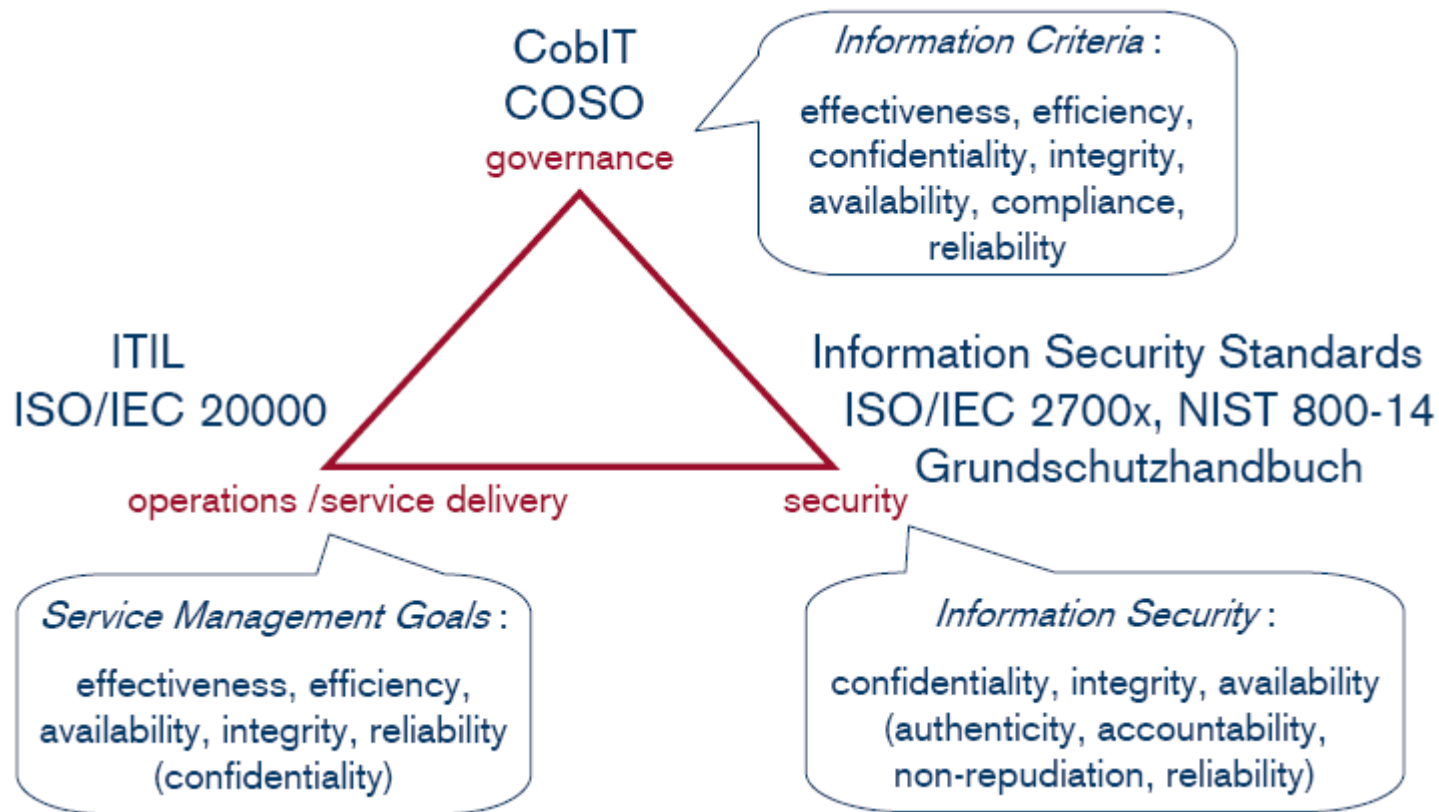 CobIT
COSO
governance
Information Criteria :
effectiveness, efficiency,
confidentiality, integrity,
availability, compliance,
reliability
ITIL
ISO/IEC 20000
operations /service delivery
Information Security Standards
ISO/IEC 2700x, NIST 800-14
Grundschutzhandbuch
security
Service Management Goals :
effectiveness, efficiency,
availability, integrity, reliability
(confidentiality)
Information Security :
confidentiality, integrity, availability
(authenticity, accountability,
non-repudiation, reliability)